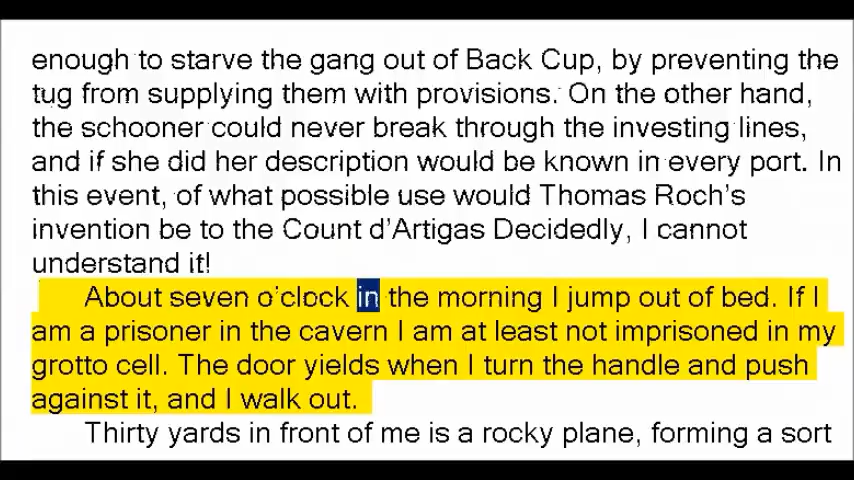 enough to starve the gang out of Back Cup, by preventing the
tug from supplying them with provisions. On the other hand,
the schooner could never break through the investing lines,
and if she did her description would be known in every port. In
this event, of what possible use would Thomas Roch's
invention be to the Count d'Artigas Decidedly, I cannot
understand it!
About seven o'clock in the morning I jump out of bed. If I
am a prisoner in the cavern I am at least not imprisoned in my
grotto cell. The door yields when I turn the handle and push
against it, and I walk out.
Thirty yards in front of me is a rocky plane, forming a sort